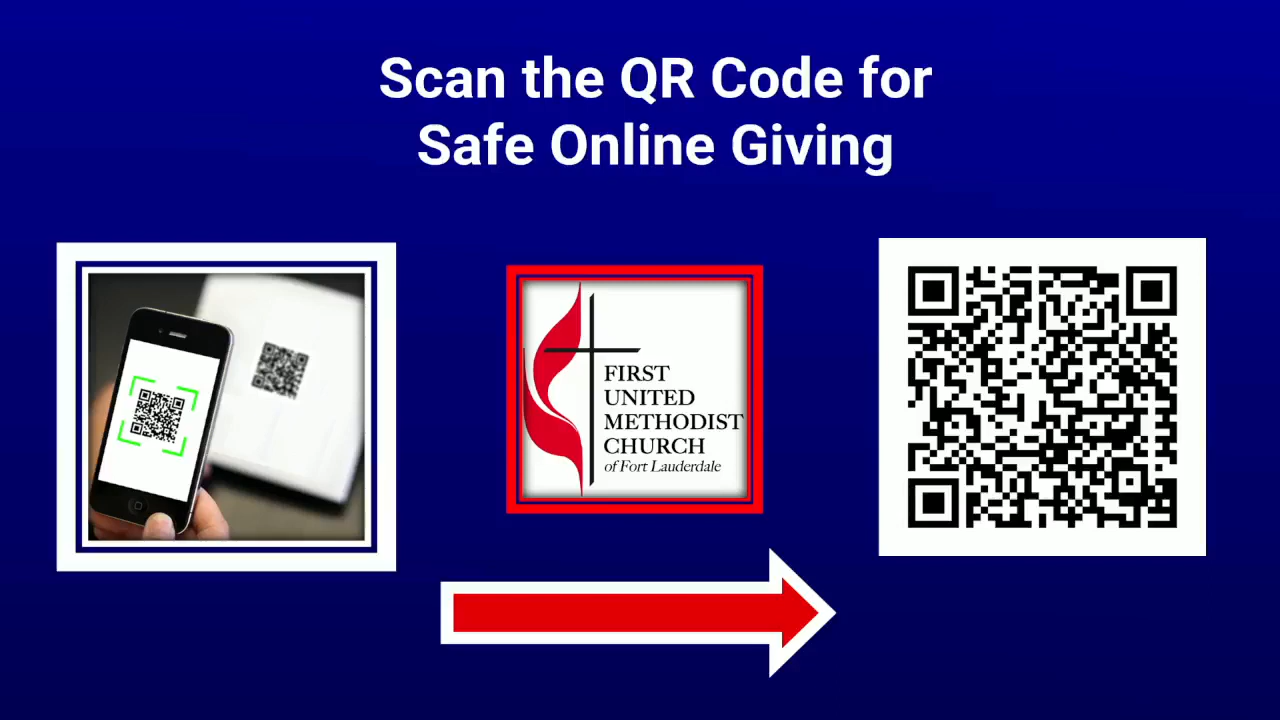 Scan the QR Code for
Safe Online Giving
FIRST
UNITED
METHODIST
CHURCH
of Fort Lauderdale